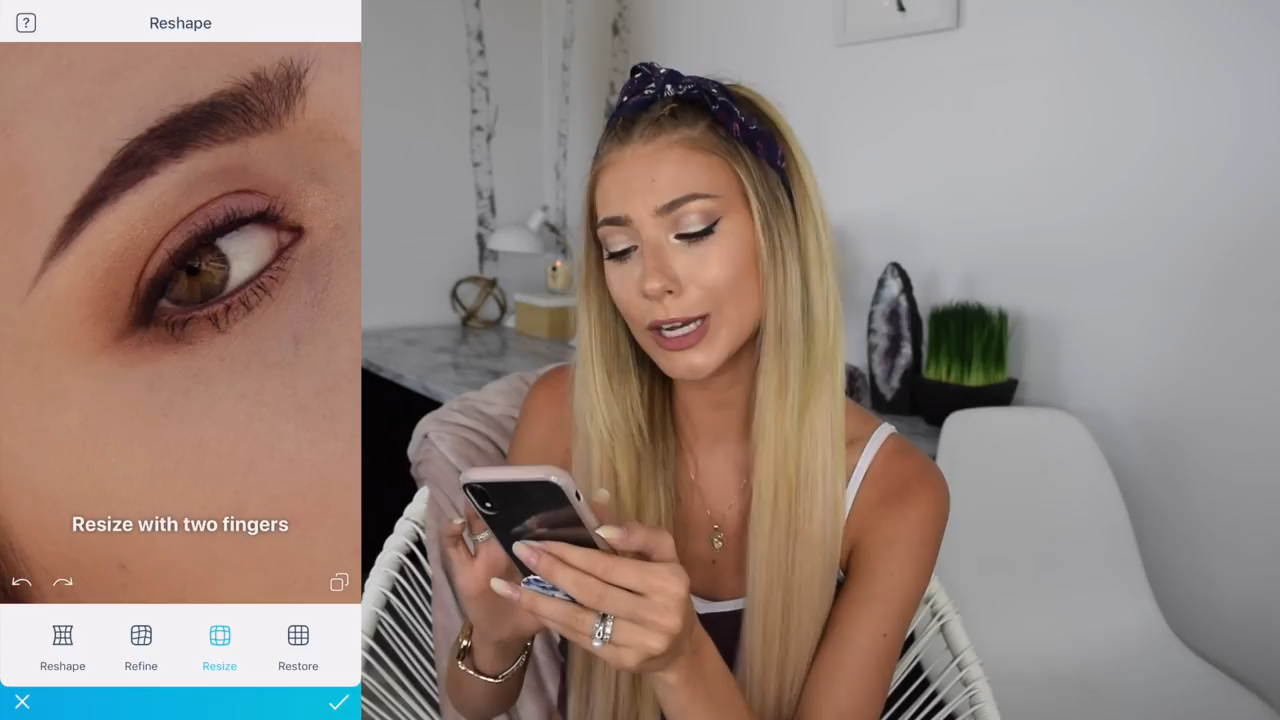 ?
Reshape
Resize with two fingers
Reshape
Refine
Resize
Restore